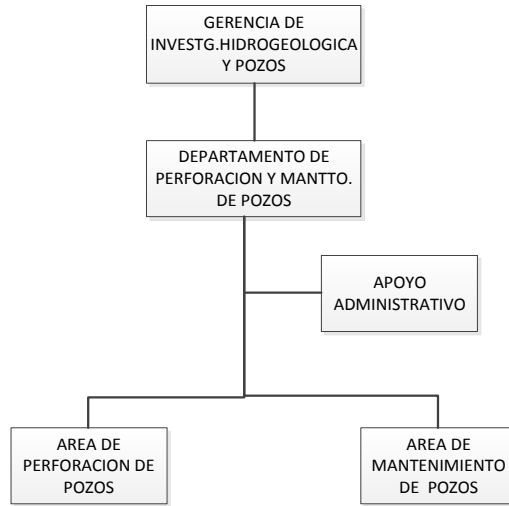 GERENCIA DE
INVESTG.HIDROGEOLOGICA
Y POZOS
DEPARTAMENTO DE
PERFORACION Y MANTTO.
DE POZOS
APOYO
ADMINISTRATIVO
AREA DE
PERFORACION DE
POZOS
AREA DE
MANTENIMIENTO
DE POZOS